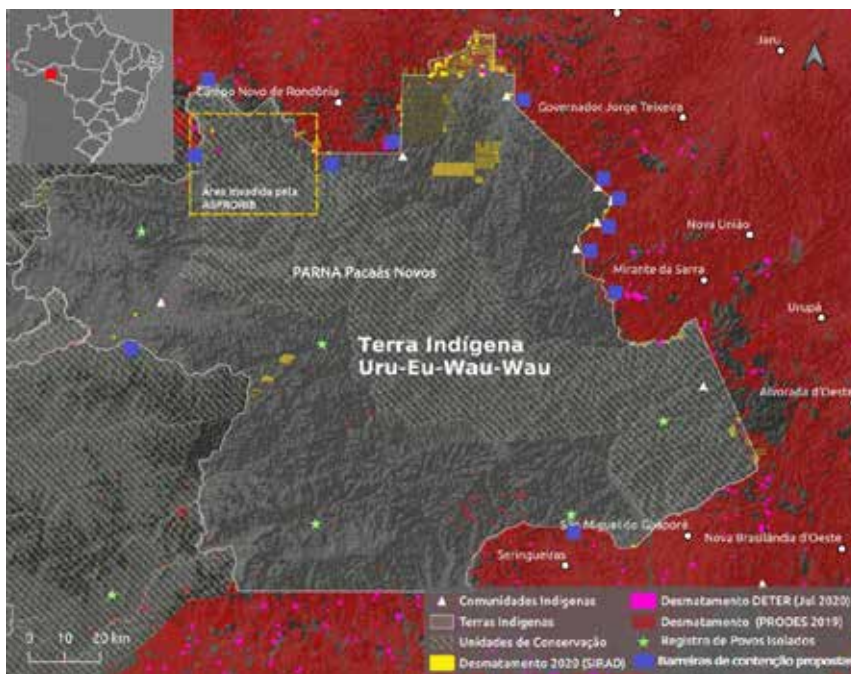 Jaru
Campo Novo de Rondônia
Governador Jorge Teixeira
Área invadida pela
ASPRORIB
Nova União
PARNA Pacaás Novos
Mirante da Serra
Urupá
Terra Indígena
Uru-Eu-Wau-Wau
Alvorada d'Oeste
São Miguel do Guaporé
Nova Brasilândia d'Oeste
Seringueiras
Comunidades Indígenas
Terras Indígenas
Unidades de Conservação
Desmatamento 2020 (SIRAD)
Desmatamento DETER (Jul 2020)
Desmatamento (PRODES 2019)
Registro de Povos Isolados
Barreiras de contenção propostas
0 10 20 km